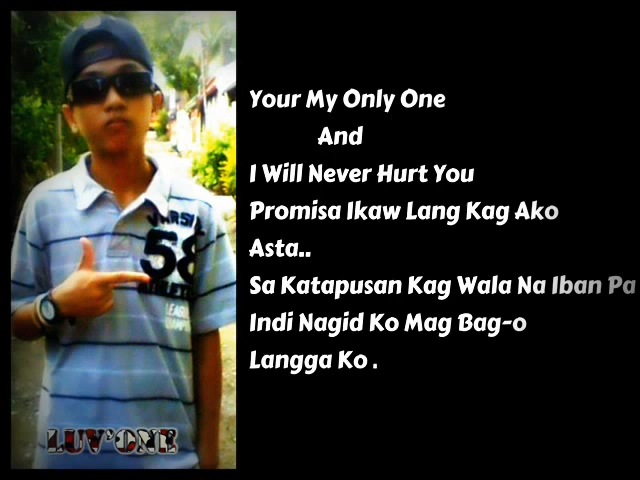 Your My Only One
And
I Will Never Hurt You
Promisa Ikaw Lang Kag Ako
Asta..
Sa Katapusan Kag Wala Na Iban Pa
Indi Nagid Ko Mag Bag-o
Langga Ko .
58
LUV'ONE